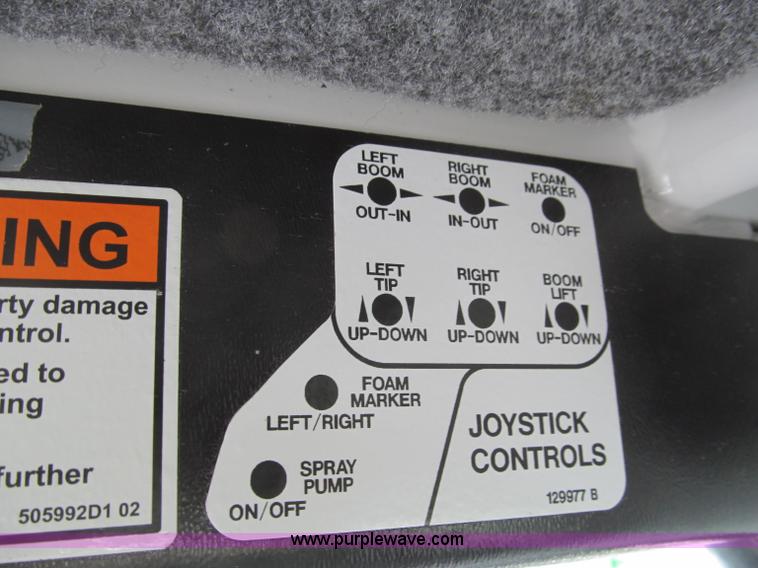 ING
rty damage
ntrol.
ed to
ing
further
505992D1 02
LEFT
BOOM
OUT-IN
RIGHT
BOOM
IN-OUT
FOAM
MARKER
ON/OFF
LEFT
TIP
UP-DOWN
RIGHT
TIP
UP-DOWN
BOOM
LIFT
UP-DOWN
FOAM
MARKER
LEFT/RIGHT
SPRAY
PUMP
ON/OFF
JOYSTICK
CONTROLS
129977 B
www.purplewave.com